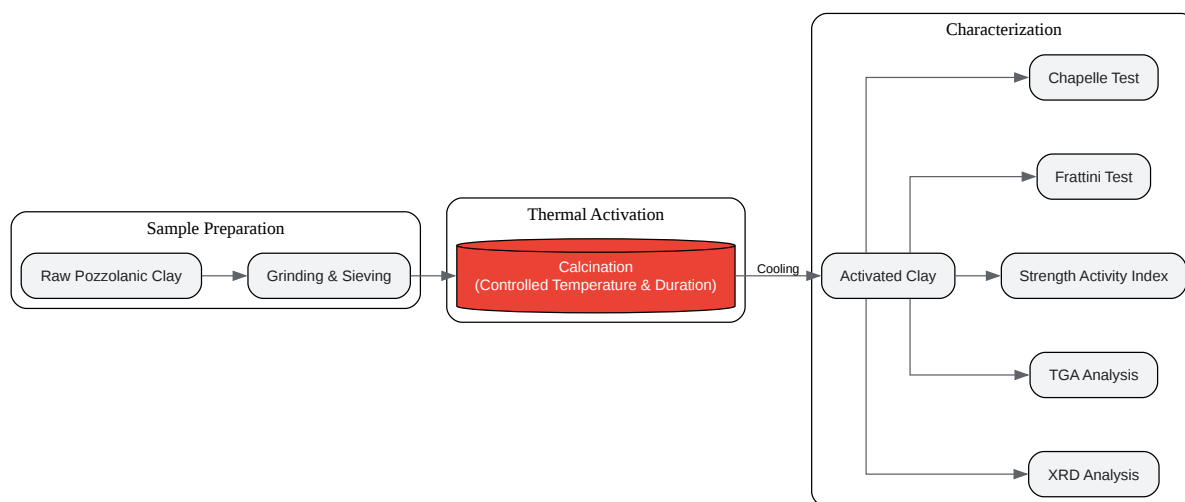 Sample Preparation
Raw Pozzolanic Clay
Grinding & Sieving
Thermal Activation
Calcination
(Controlled Temperature & Duration)
Cooling
Characterization
Activated Clay
Chapelle Test
Frattini Test
Strength Activity Index
TGA Analysis
XRD Analysis